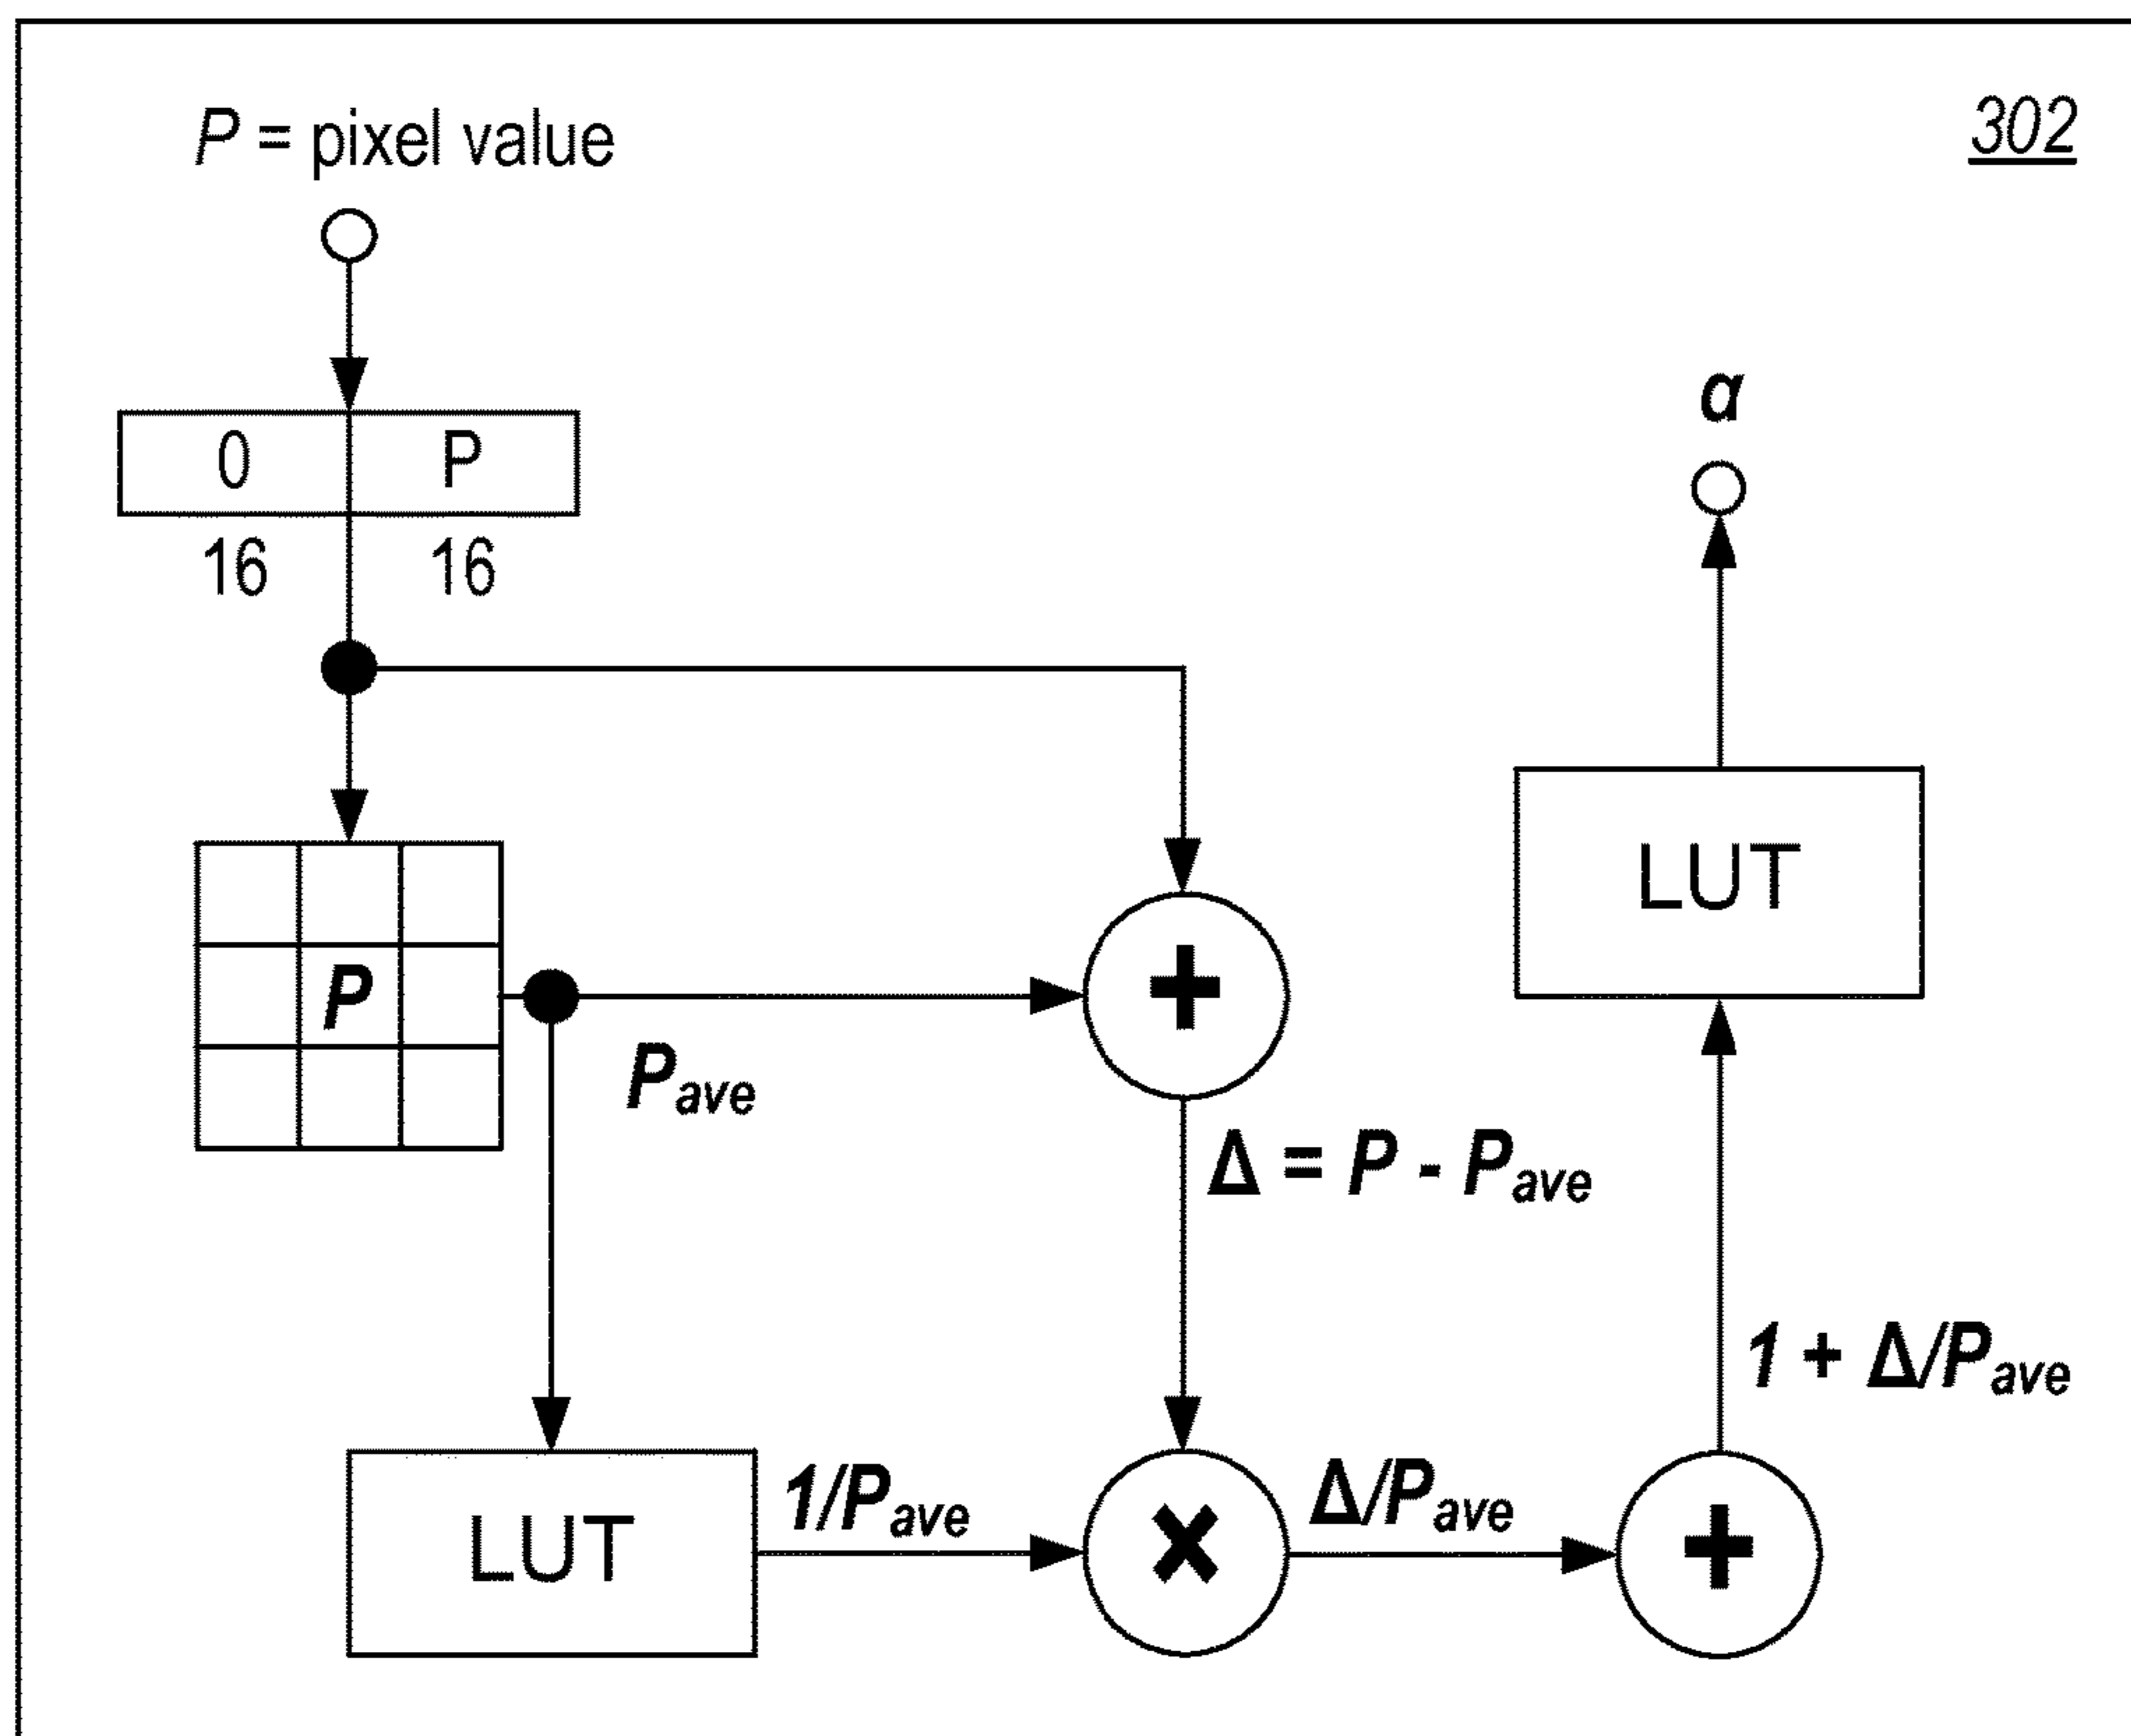 P = pixel value
302
0 P
16 16
α
LUT
P
+
Pave
Δ = P - Pave
1 + Δ/Pave
LUT
1/Pave
×
Δ/Pave
+